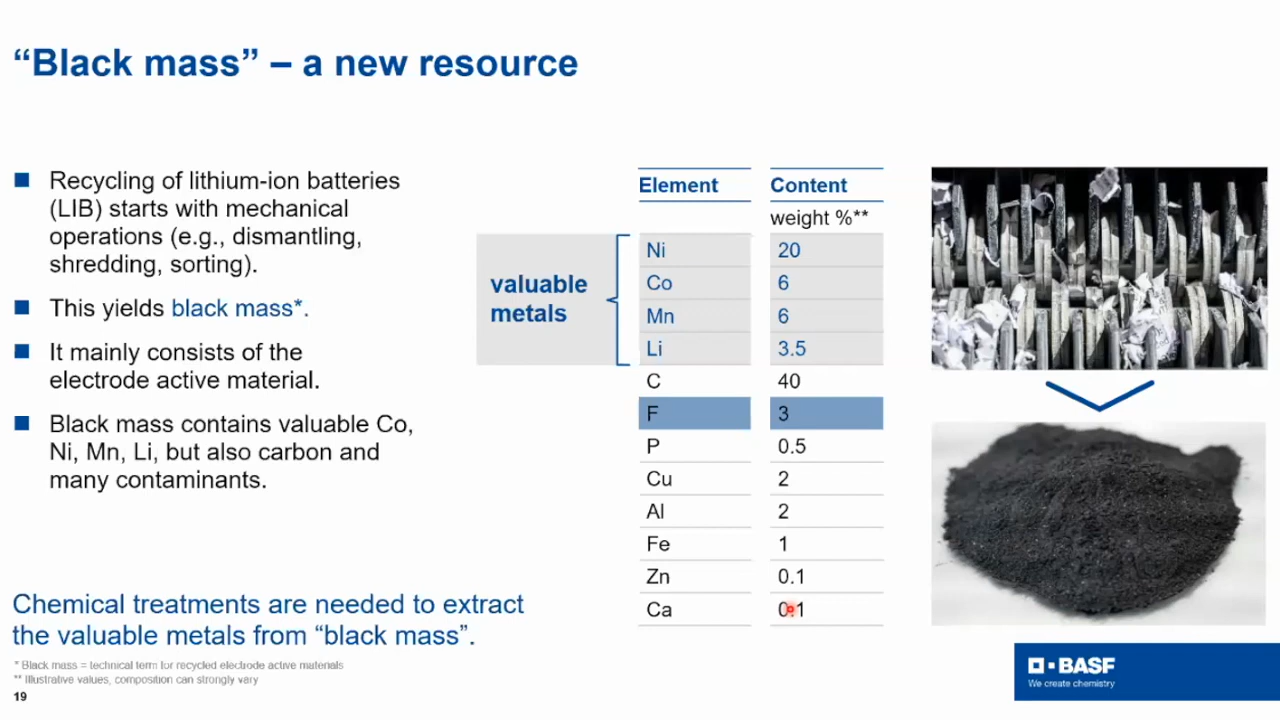 “Black mass” – a new resource
Recycling of lithium-ion batteries
(LIB) starts with mechanical
operations (e.g., dismantling,
shredding, sorting).
This yields black mass*.
It mainly consists of the
electrode active material.
Black mass contains valuable Co,
Ni, Mn, Li, but also carbon and
many contaminants.
Chemical treatments are needed to extract
the valuable metals from “black mass”.
valuable
metals
Element Content
weight %**
Ni 20
Co 6
Mn 6
Li 3.5
C 40
F 3
P 0.5
Cu 2
Al 2
Fe 1
Zn 0.1
Ca 0.1
* Black mass = technical term for recycled electrode active materials
** Illustrative values, composition can strongly vary
19
BASF
We create chemistry